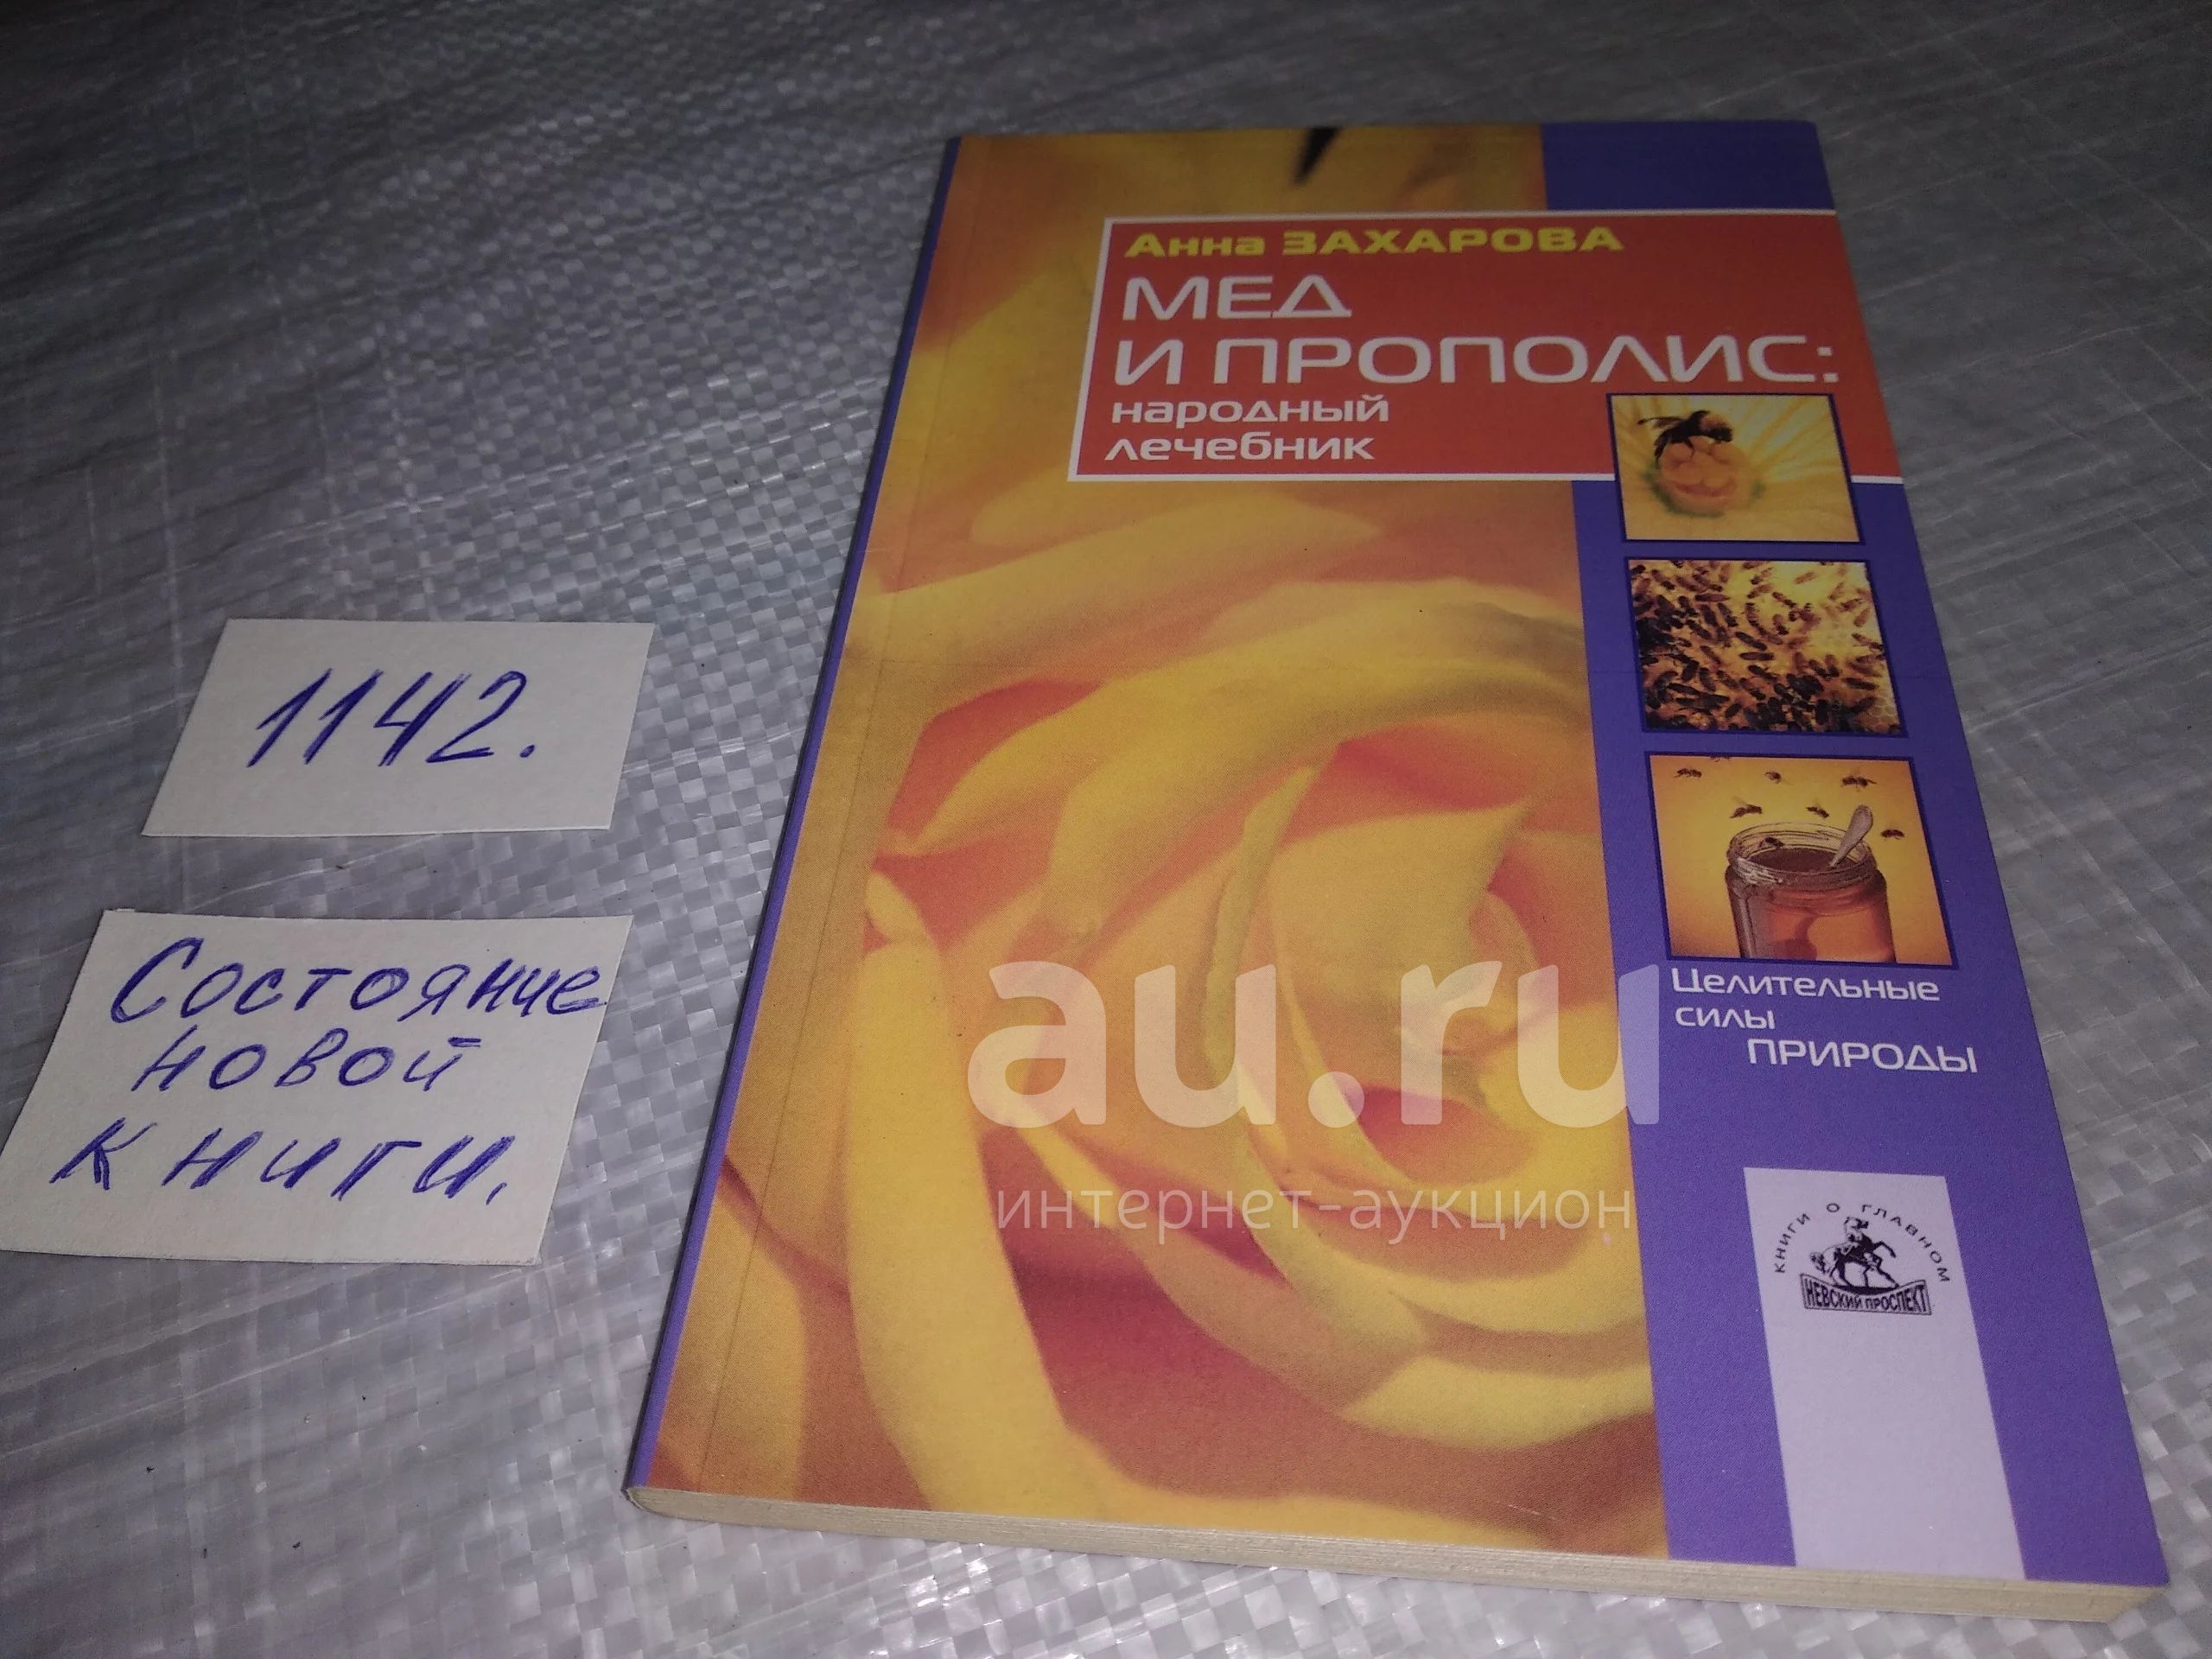 Анна ЗАХАРОВА
МЕД
И ПРОПОЛИС:
народный
лечебник
1142.
Состояние
новой
книги.
Целительные
силы
ПРИРОДЫ
КНИГИ О ГЛАВНОМ
НЕВСКИЙ ПРОСПЕКТ
au.ru
интернет-аукцион